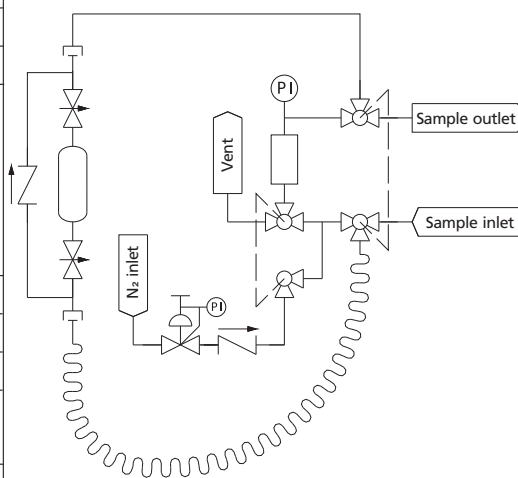 PI
Sample outlet
Vent
Sample inlet
N₂ inlet
PI